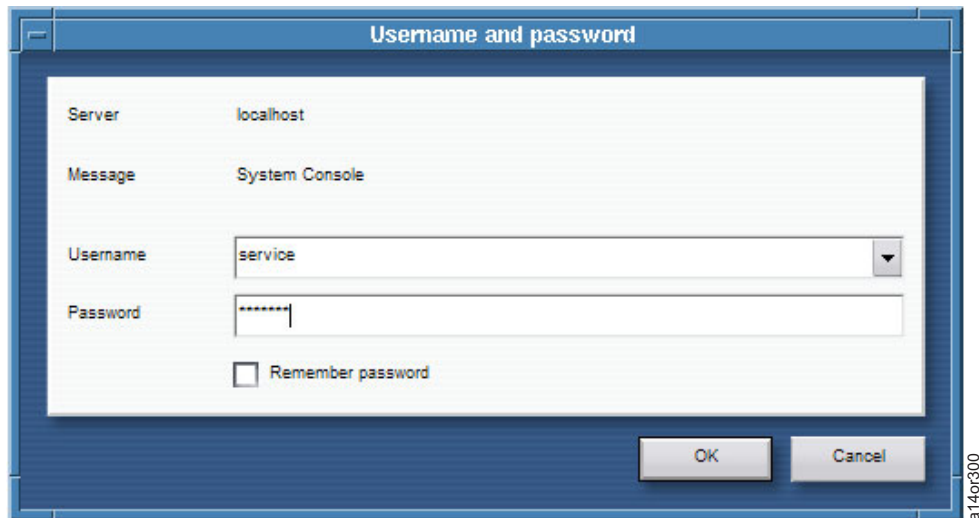 Username and password
Server localhost
Message System Console
Username service
Password *******
Remember password
OK Cancel
a14or300